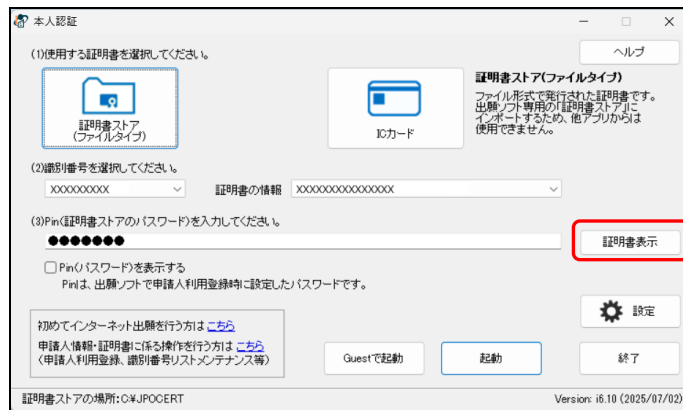 本人認証
(1)使用する証明書を選択してください。
ヘルプ
証明書ストア
(ファイルタイプ)
ICカード
証明書ストア(ファイルタイプ)
ファイル形式で発行された証明書です。
出願ソフト専用の「証明書ストア」に
インポートするため、他アプリからは
使用できません。
(2)識別番号を選択してください。
XXXXXXXXX
証明書の情報
XXXXXXXXXXXXXXX
(3)Pin(証明書ストアのパスワード)を入力してください。
●●●●●●●
証明書表示
Pin(パスワード)を表示する
Pinは、出願ソフトで申請人利用登録時に設定したパスワードです。
設定
初めてインターネット出願を行う方は こちら
申請人情報・証明書に係る操作を行う方は こちら
(申請人利用登録、識別番号リストメンテナンス等)
Guestで起動
起動
終了
証明書ストアの場所:C:¥JPOCERT
Version: i6.10 (2025/07/02)